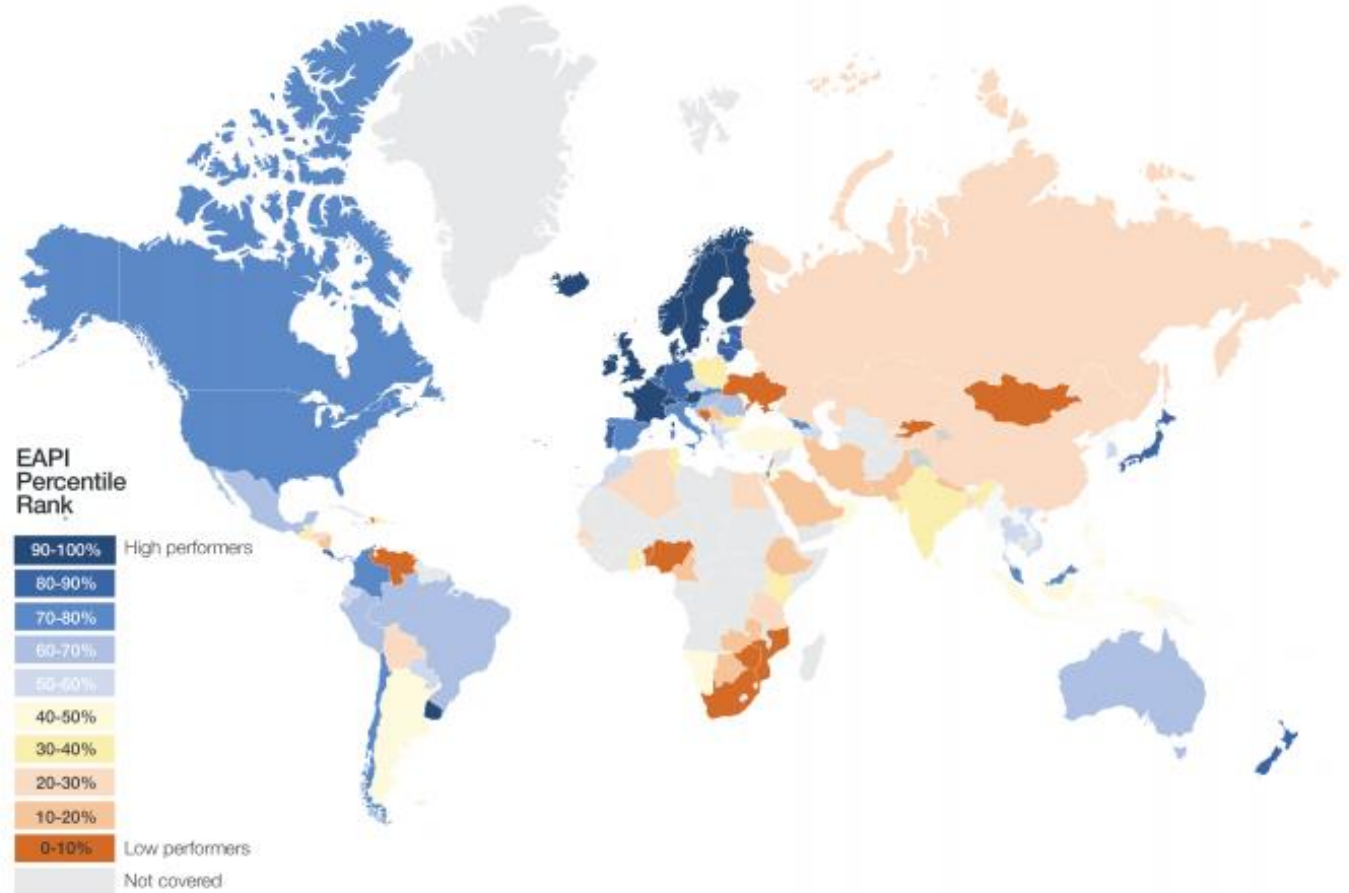 EAPI
Percentile
Rank
90-100% High performers
80-90%
70-80%
60-70%
50-60%
40-50%
30-40%
20-30%
10-20%
0-10% Low performers
Not covered